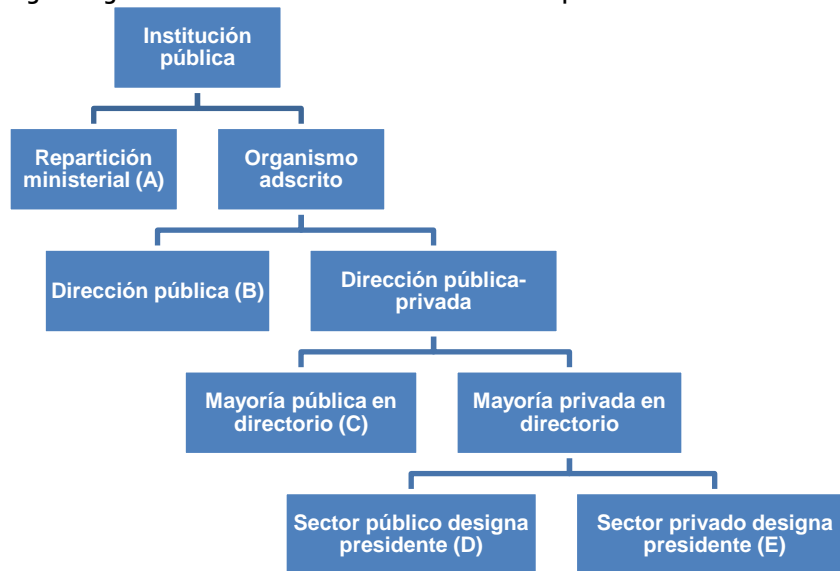 Institución
pública
Repartición
ministerial (A)
Organismo
adscrito
Dirección pública (B)
Dirección pública-
privada
Mayoría pública en
directorio (C)
Mayoría privada en
directorio
Sector público designa
presidente (D)
Sector privado designa
presidente (E)